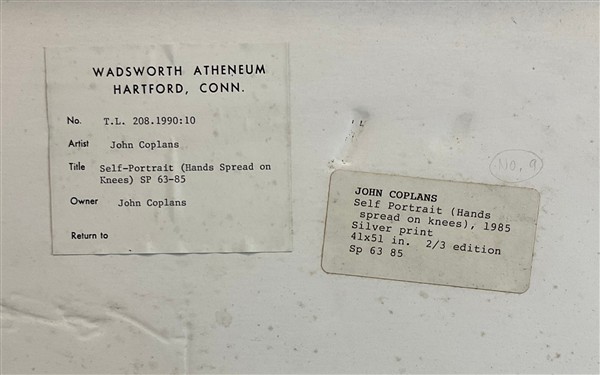 WADSWORTH ATHENEUM
HARTFORD, CONN.
No. T.L. 208.1990:10
Artist John Coplans
Title Self-Portrait (Hands Spread on
Knees) SP 63-85
Owner John Coplans
Return to
No. 9
JOHN COPLANS
Self Portrait (Hands
spread on knees), 1985
Silver print
41x51 in. 2/3 edition
Sp 63 85